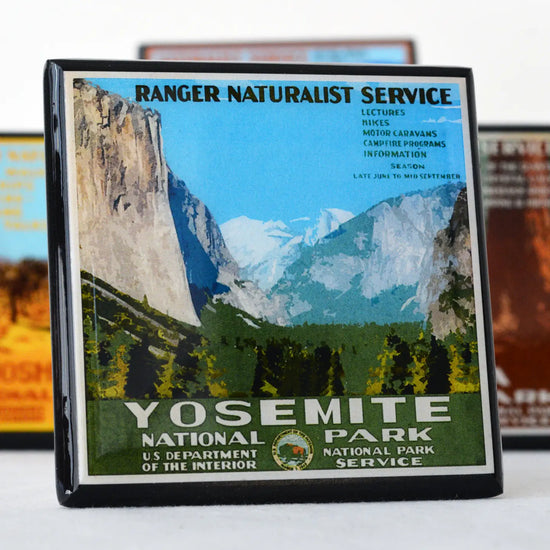 RANGER NATURALIST SERVICE
LECTURES
HIKES
MOTOR CARAVANS
CAMPFIRE PROGRAMS
INFORMATION
SEASON
LATE JUNE TO MID SEPTEMBER
YOSEMITE
NATIONAL PARK
U S DEPARTMENT OF THE INTERIOR
NATIONAL PARK SERVICE